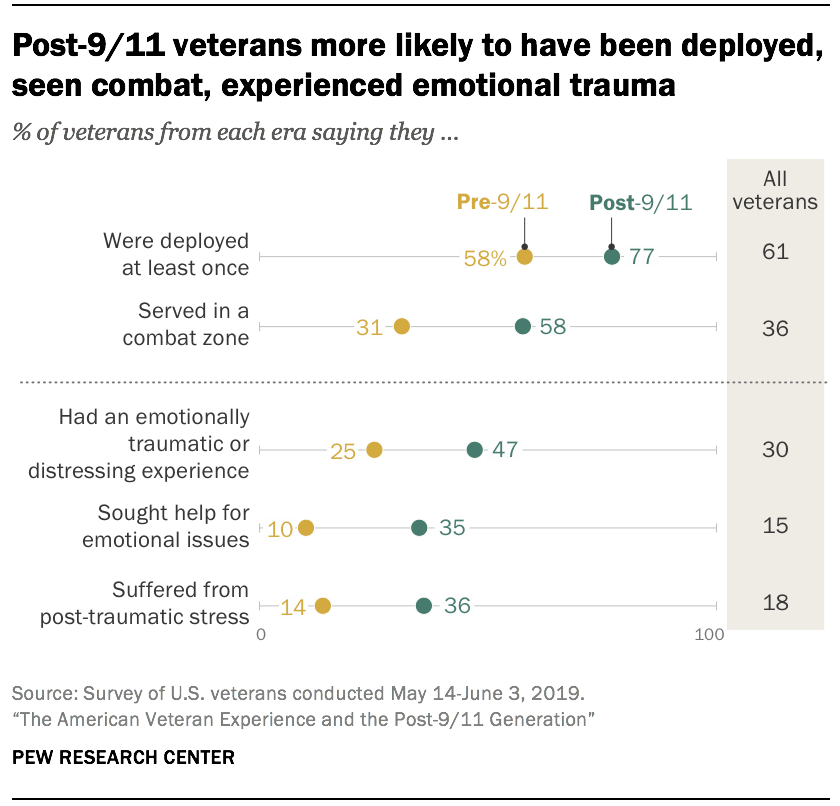 Post-9/11 veterans more likely to have been deployed,
seen combat, experienced emotional trauma
% of veterans from each era saying they ...
All
veterans
Pre-9/11 Post-9/11
Were deployed
at least once
58% 77 61
Served in a
combat zone
31 58 36
Had an emotionally
traumatic or
distressing experience
25 47 30
Sought help for
emotional issues
10 35 15
Suffered from
post-traumatic stress
14 36 18
0 100
Source: Survey of U.S. veterans conducted May 14-June 3, 2019.
“The American Veteran Experience and the Post-9/11 Generation”
PEW RESEARCH CENTER